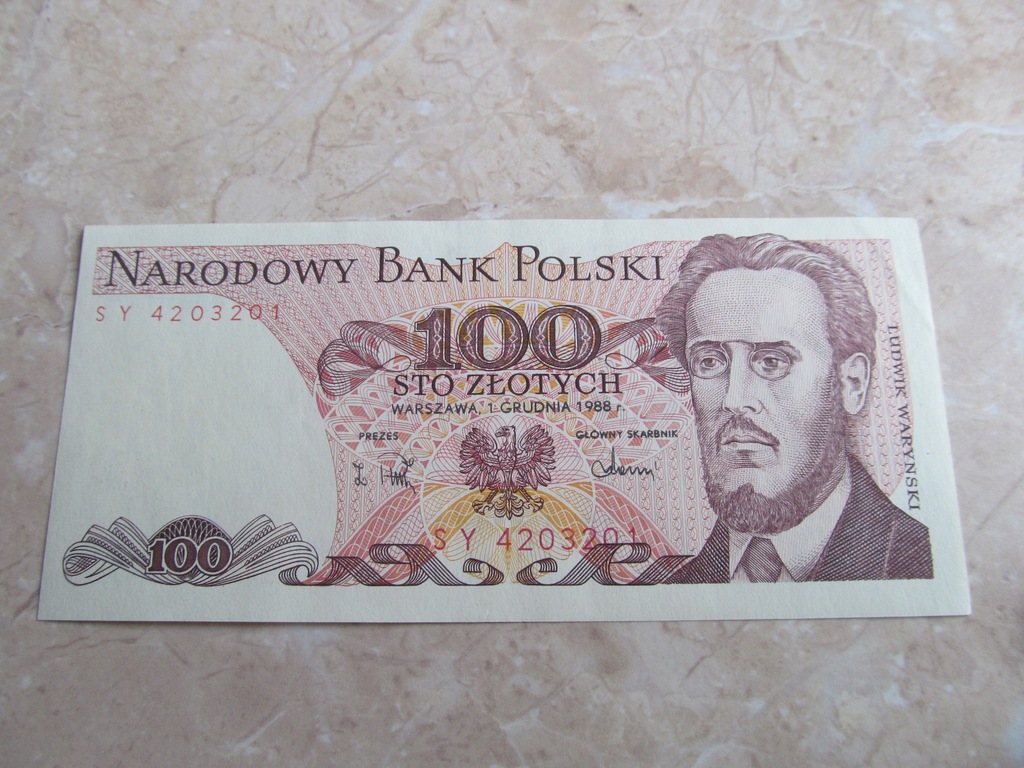 NARODOWY BANK POLSKI
SY 4203201
100
STO ZŁOTYCH
WARSZAWA, 1 GRUDNIA 1988 r.
PREZES
GŁÓWNY SKARBNIK
SY 4203201
100
LUDWIK WARYŃSKI